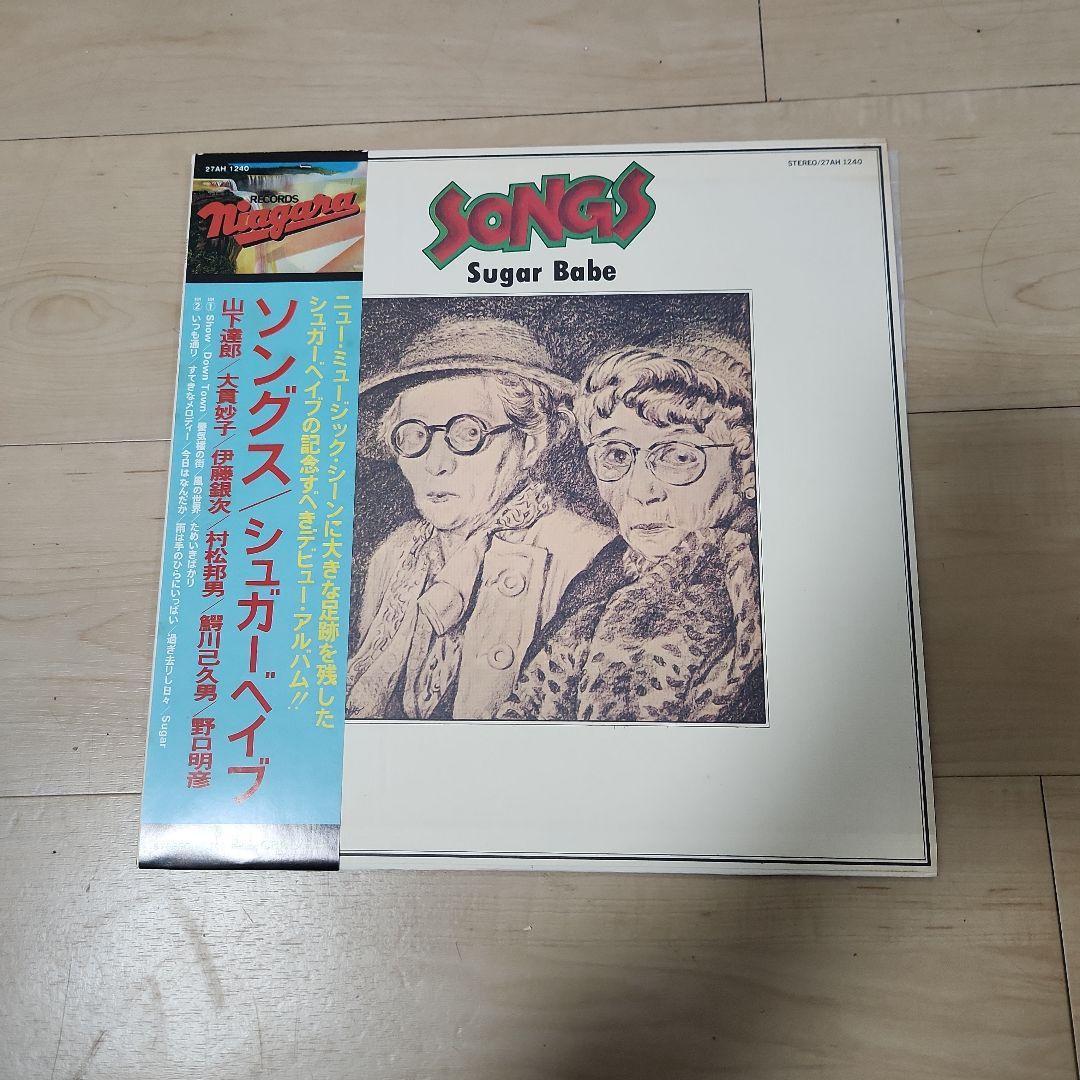 27AH 1240
RECORDS
Niagara
STEREO/27AH 1240
SONGS
Sugar Babe
ニュー・ミュージック・シーンに大きな足跡を残した
シュガーベイブの記念すべきデビュー・アルバム!!
ソングス/シュガーベイブ
山下達郎/大貫妙子/伊藤銀次/村松邦男/鰐川己久男/野口明彦
① Show/Down Town/蜃気楼の街/風の世界/ためいきばかり
② いつも通り/すてきなメロディー/今日はなんだか/雨は手のひらにいっぱい/過ぎ去りし日々/Sugar